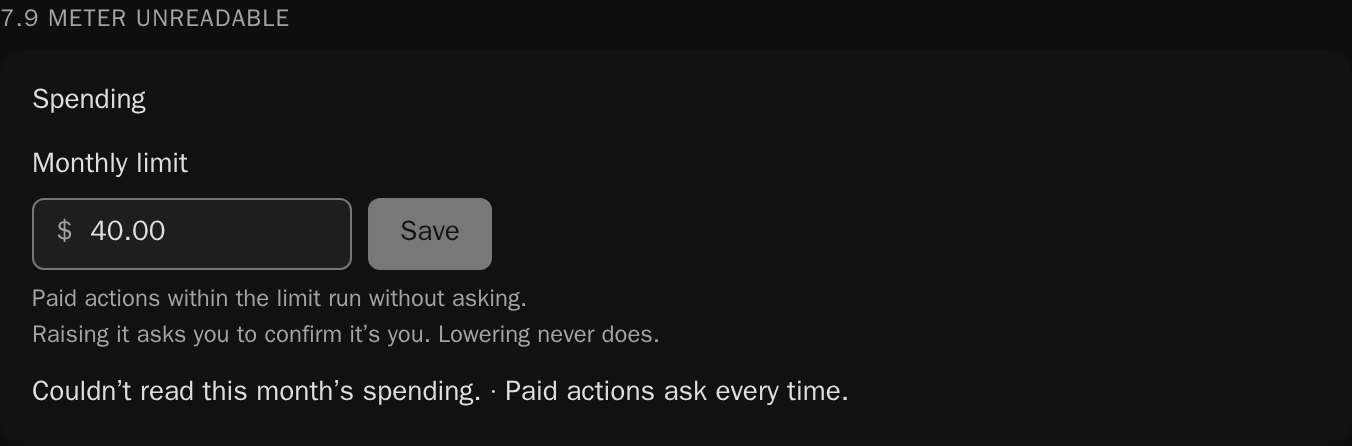 7.9 METER UNREADABLE
Spending
Monthly limit
$ 40.00 Save
Paid actions within the limit run without asking.
Raising it asks you to confirm it’s you. Lowering never does.
Couldn’t read this month’s spending. · Paid actions ask every time.